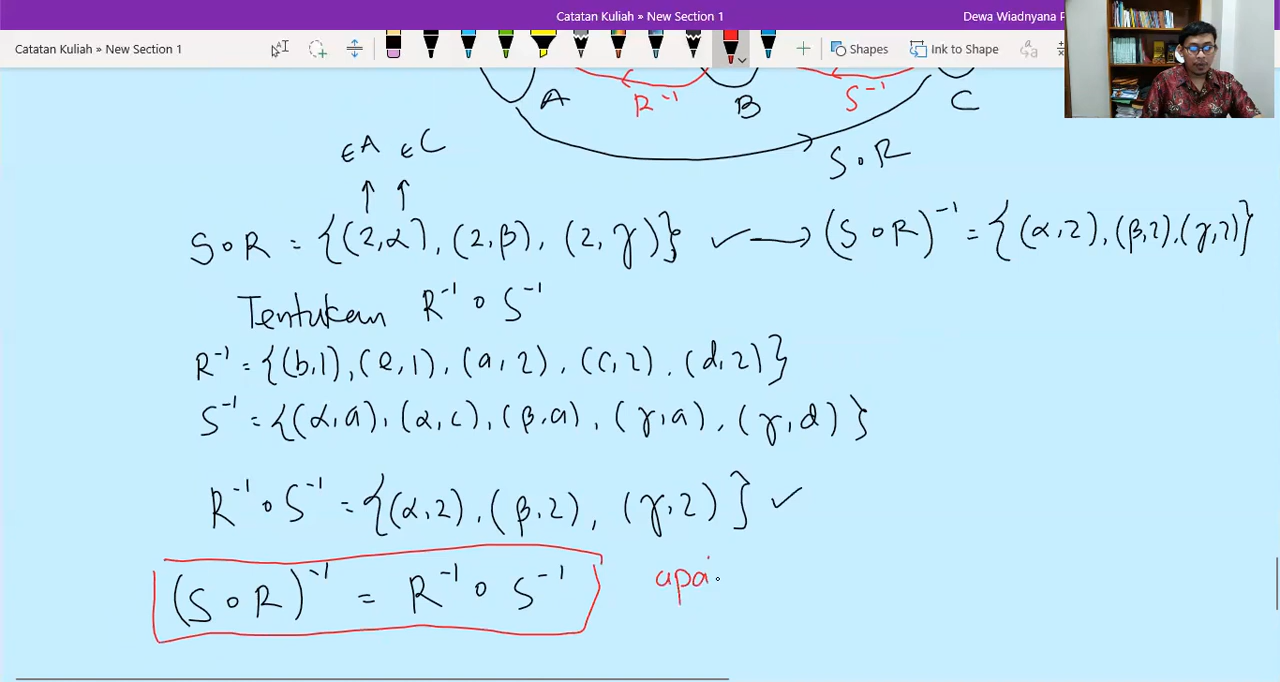 Catatan Kuliah » New Section 1
Dewa Wiadnyana P
Catatan Kuliah » New Section 1
Shapes
Ink to Shape
A R⁻¹ B S⁻¹ C
∈A ∈C
S∘R
S∘R = {(2,α), (2,β), (2,γ)} ✓ → (S∘R)⁻¹ = {(α,2), (β,2), (γ,2)}
Tentukan R⁻¹ ∘ S⁻¹
R⁻¹ = {(b,1), (e,1), (a,2), (c,2), (d,2)}
S⁻¹ = {(α,a), (α,c), (β,a), (γ,a), (γ,d)}
R⁻¹ ∘ S⁻¹ = {(α,2), (β,2), (γ,2)} ✓
(S∘R)⁻¹ = R⁻¹ ∘ S⁻¹ apa